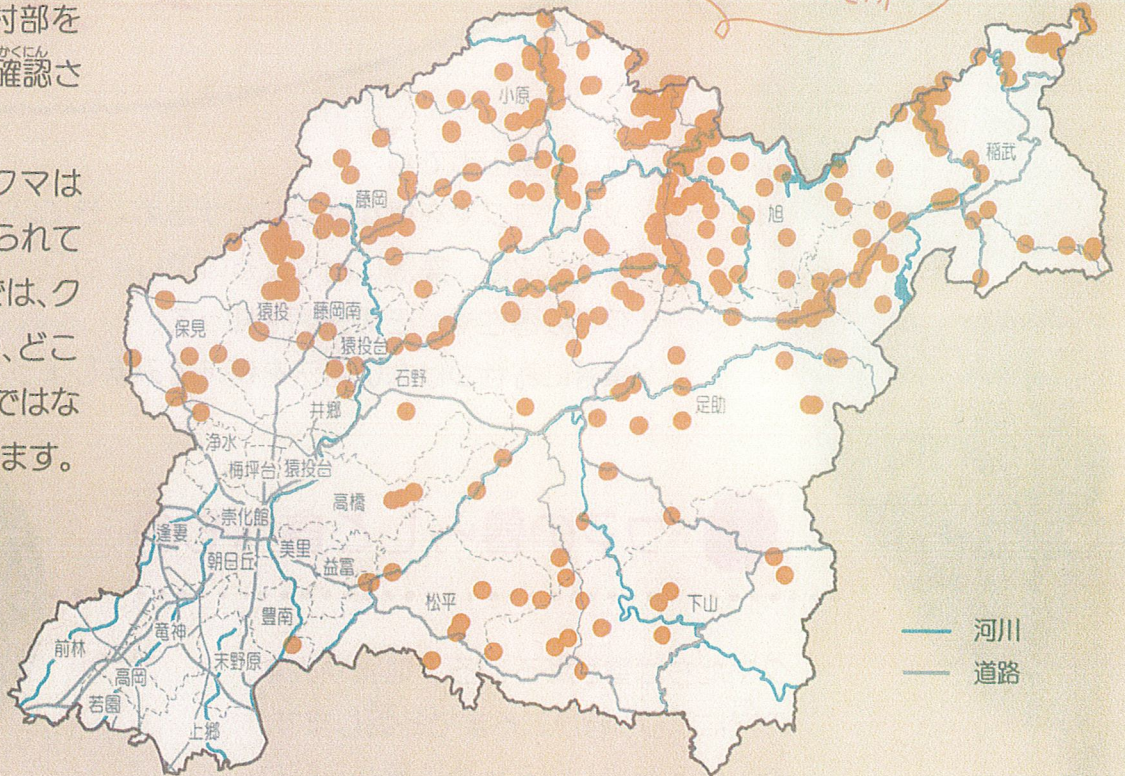 村部を
かくにん
確認さ
クマは
られて
では、ク
、どこ
ではな
ます。
小原
稲武
藤岡
旭
猿投
藤岡南
保見
猿投台
石野
井郷
足助
浄水
梅坪台
猿投台
高橋
崇化館
逢妻
美里
朝日丘
益富
松平
下山
豊南
竜神
前林
末野原
高岡
若園
上郷
河川
道路